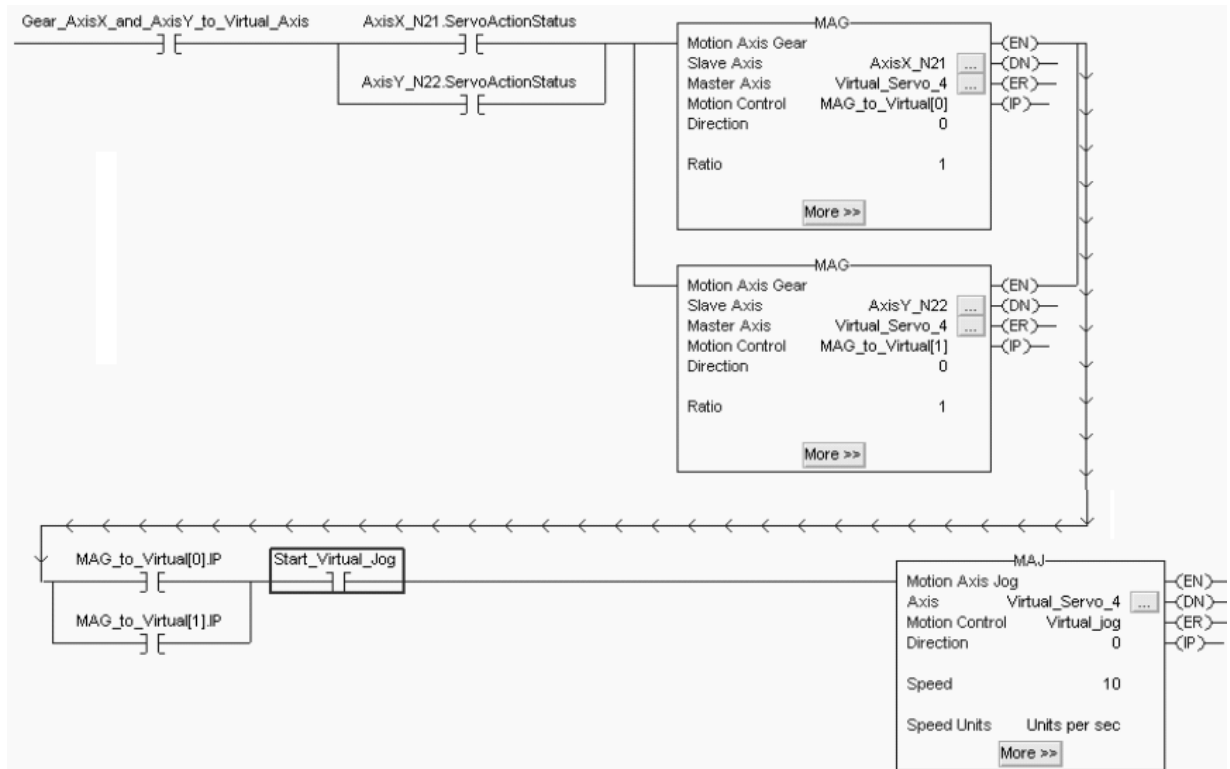 Gear_AxisX_and_AxisY_to_Virtual_Axis
AxisX_N21.ServoActionStatus
AxisY_N22.ServoActionStatus
MAG
Motion Axis Gear
Slave Axis AxisX_N21 ...
Master Axis Virtual_Servo_4 ...
Motion Control MAG_to_Virtual[0]
Direction 0
Ratio 1
More >>
(EN)
(DN)
(ER)
(IP)
MAG
Motion Axis Gear
Slave Axis AxisY_N22 ...
Master Axis Virtual_Servo_4 ...
Motion Control MAG_to_Virtual[1]
Direction 0
Ratio 1
More >>
(EN)
(DN)
(ER)
(IP)
MAG_to_Virtual[0].IP
MAG_to_Virtual[1].IP
Start_Virtual_Jog
MAJ
Motion Axis Jog
Axis Virtual_Servo_4 ...
Motion Control Virtual_jog
Direction 0
Speed 10
Speed Units Units per sec
More >>
(EN)
(DN)
(ER)
(IP)